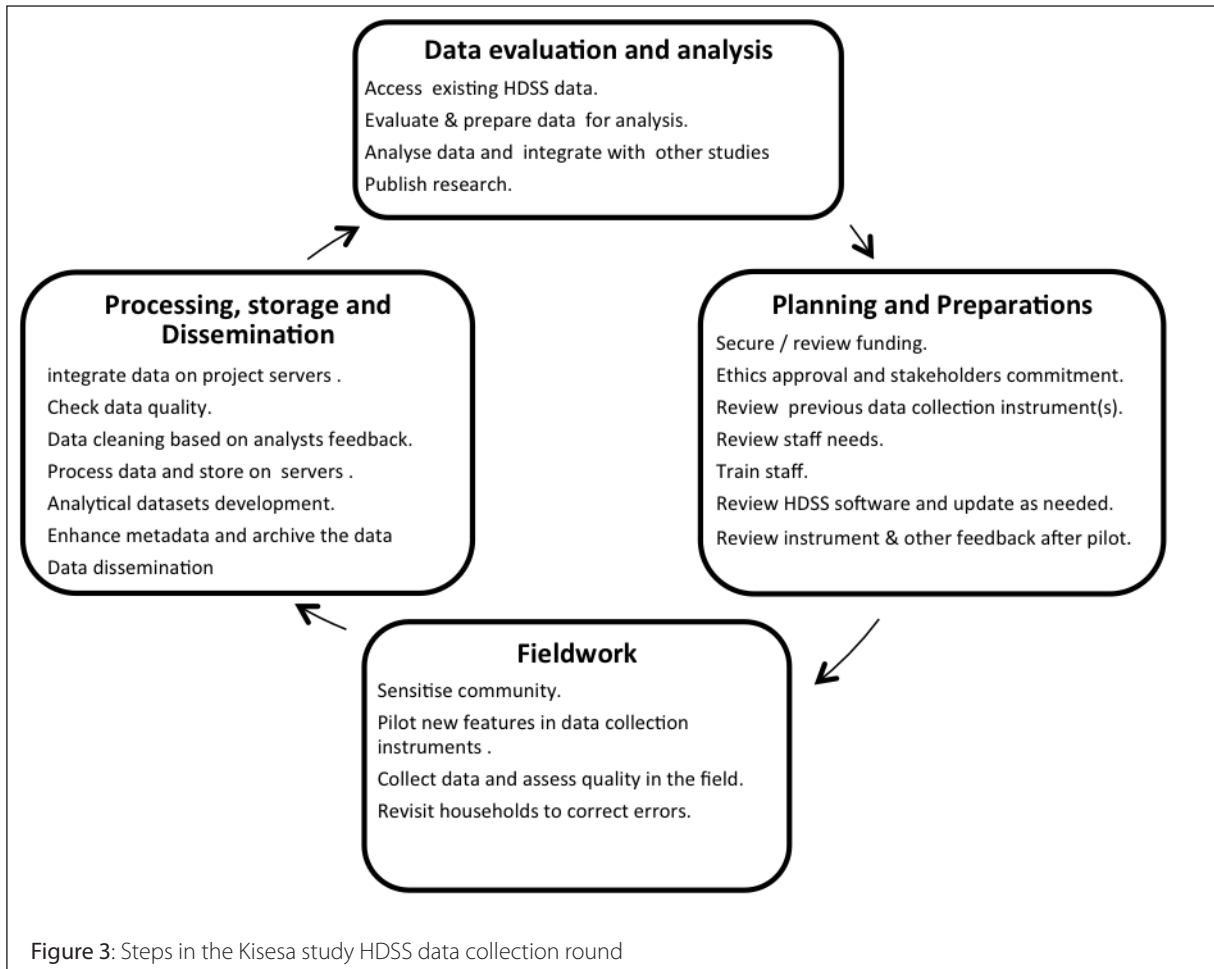 Data evaluation and analysis
Access existing HDSS data.
Evaluate & prepare data for analysis.
Analyse data and integrate with other studies
Publish research.
Processing, storage and
Dissemination
integrate data on project servers .
Check data quality.
Data cleaning based on analysts feedback.
Process data and store on servers .
Analytical datasets development.
Enhance metadata and archive the data
Data dissemination
Planning and Preparations
Secure / review funding.
Ethics approval and stakeholders commitment.
Review previous data collection instrument(s).
Review staff needs.
Train staff.
Review HDSS software and update as needed.
Review instrument & other feedback after pilot.
Fieldwork
Sensitise community.
Pilot new features in data collection
instruments .
Collect data and assess quality in the field.
Revisit households to correct errors.
Figure 3: Steps in the Kisesa study HDSS data collection round